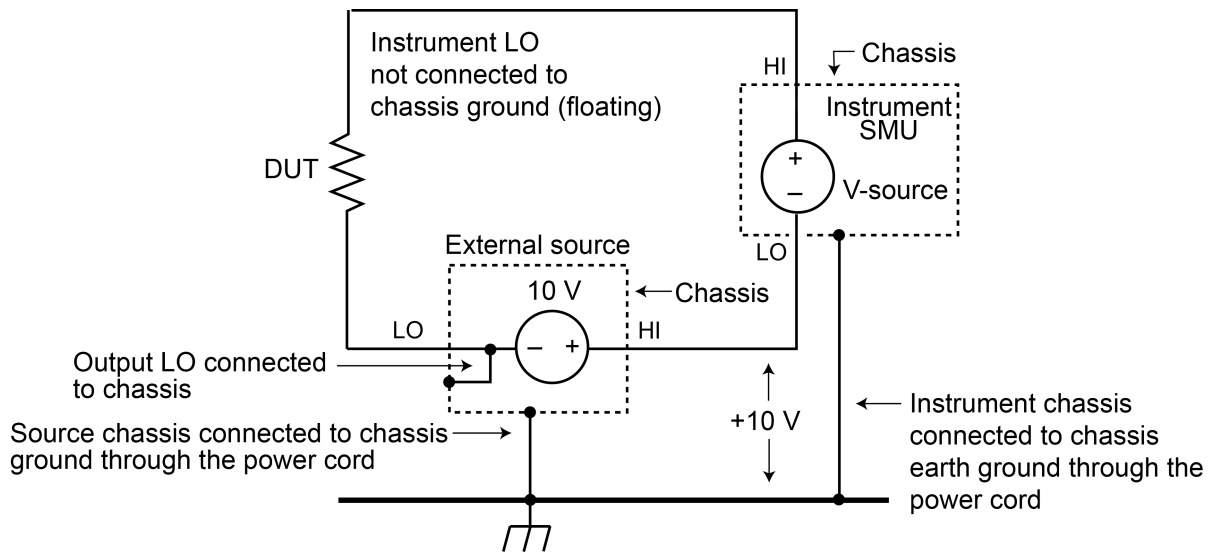 Instrument LO
not connected to
chassis ground (floating)
HI
Chassis
Instrument
SMU
+
−
V-source
LO
DUT
External source
10 V
Chassis
LO
− +
HI
Output LO connected
to chassis
+10 V
Source chassis connected to chassis
ground through the power cord
Instrument chassis
connected to chassis
earth ground through the
power cord